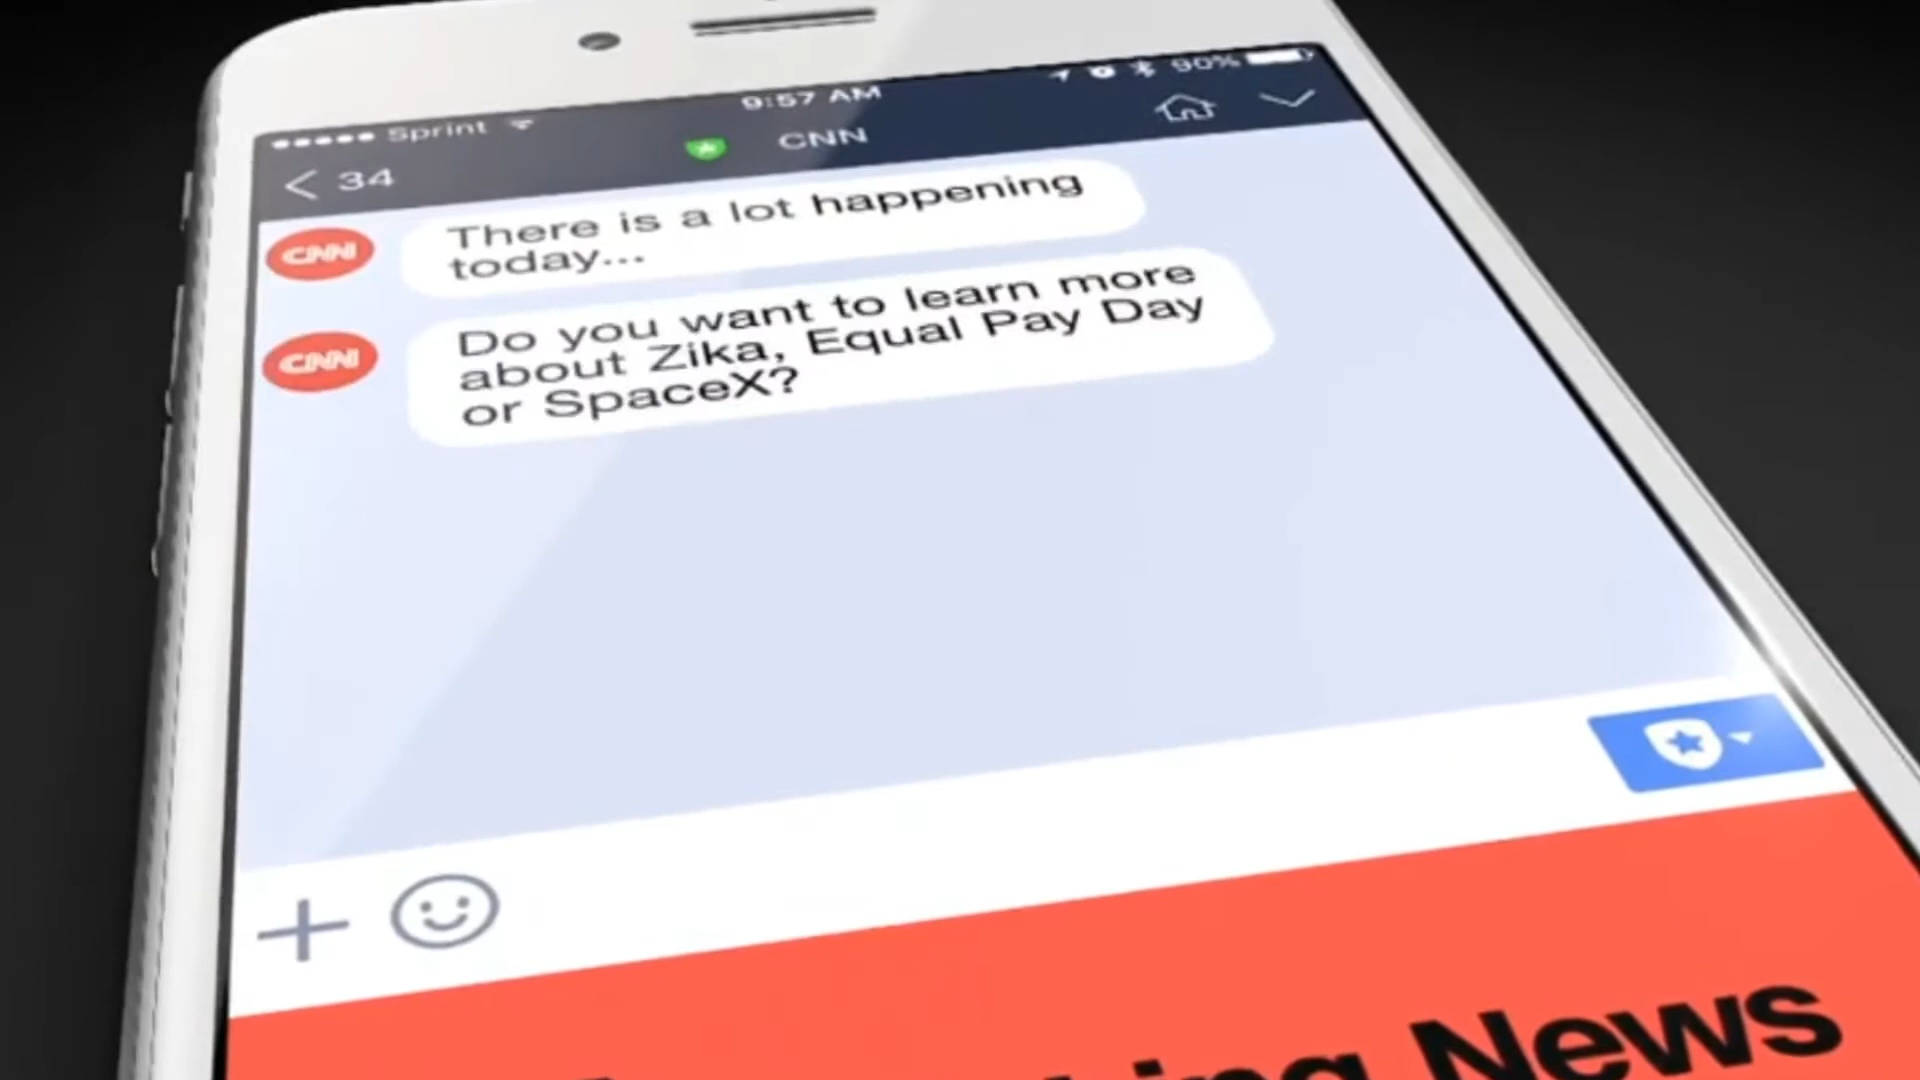 Sprint
9:57 AM
90%
34
CNN
CNN
There is a lot happening
today...
CNN
Do you want to learn more
about Zika, Equal Pay Day
or SpaceX?
News